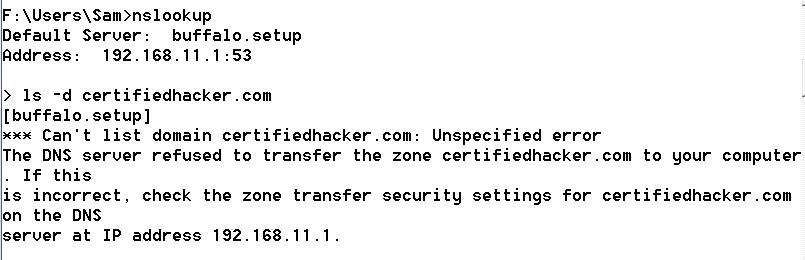 F:\Users\Sam>nslookup
Default Server:  buffalo.setup
Address:  192.168.11.1:53

> ls -d certifiedhacker.com
[buffalo.setup]
*** Can't list domain certifiedhacker.com: Unspecified error
The DNS server refused to transfer the zone certifiedhacker.com to your computer
. If this
is incorrect, check the zone transfer security settings for certifiedhacker.com
on the DNS
server at IP address 192.168.11.1.